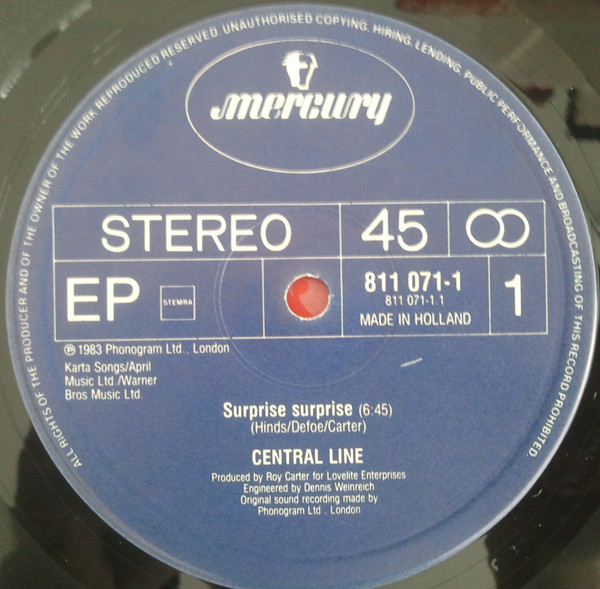 ALL RIGHTS OF THE PRODUCER AND OF THE OWNER OF THE WORK REPRODUCED RESERVED. UNAUTHORISED COPYING, HIRING, LENDING, PUBLIC PERFORMANCE AND BROADCASTING OF THIS RECORD PROHIBITED.
mercury
STEREO 45
EP STEMRA 811 071-1 1
811 071-1.1
MADE IN HOLLAND
℗ 1983 Phonogram Ltd., London
Karta Songs/April
Music Ltd./Warner
Bros Music Ltd.
Surprise surprise (6:45)
(Hinds/Defoe/Carter)
CENTRAL LINE
Produced by Roy Carter for Lovelite Enterprises
Engineered by Dennis Weinreich
Original sound recording made by
Phonogram Ltd., London